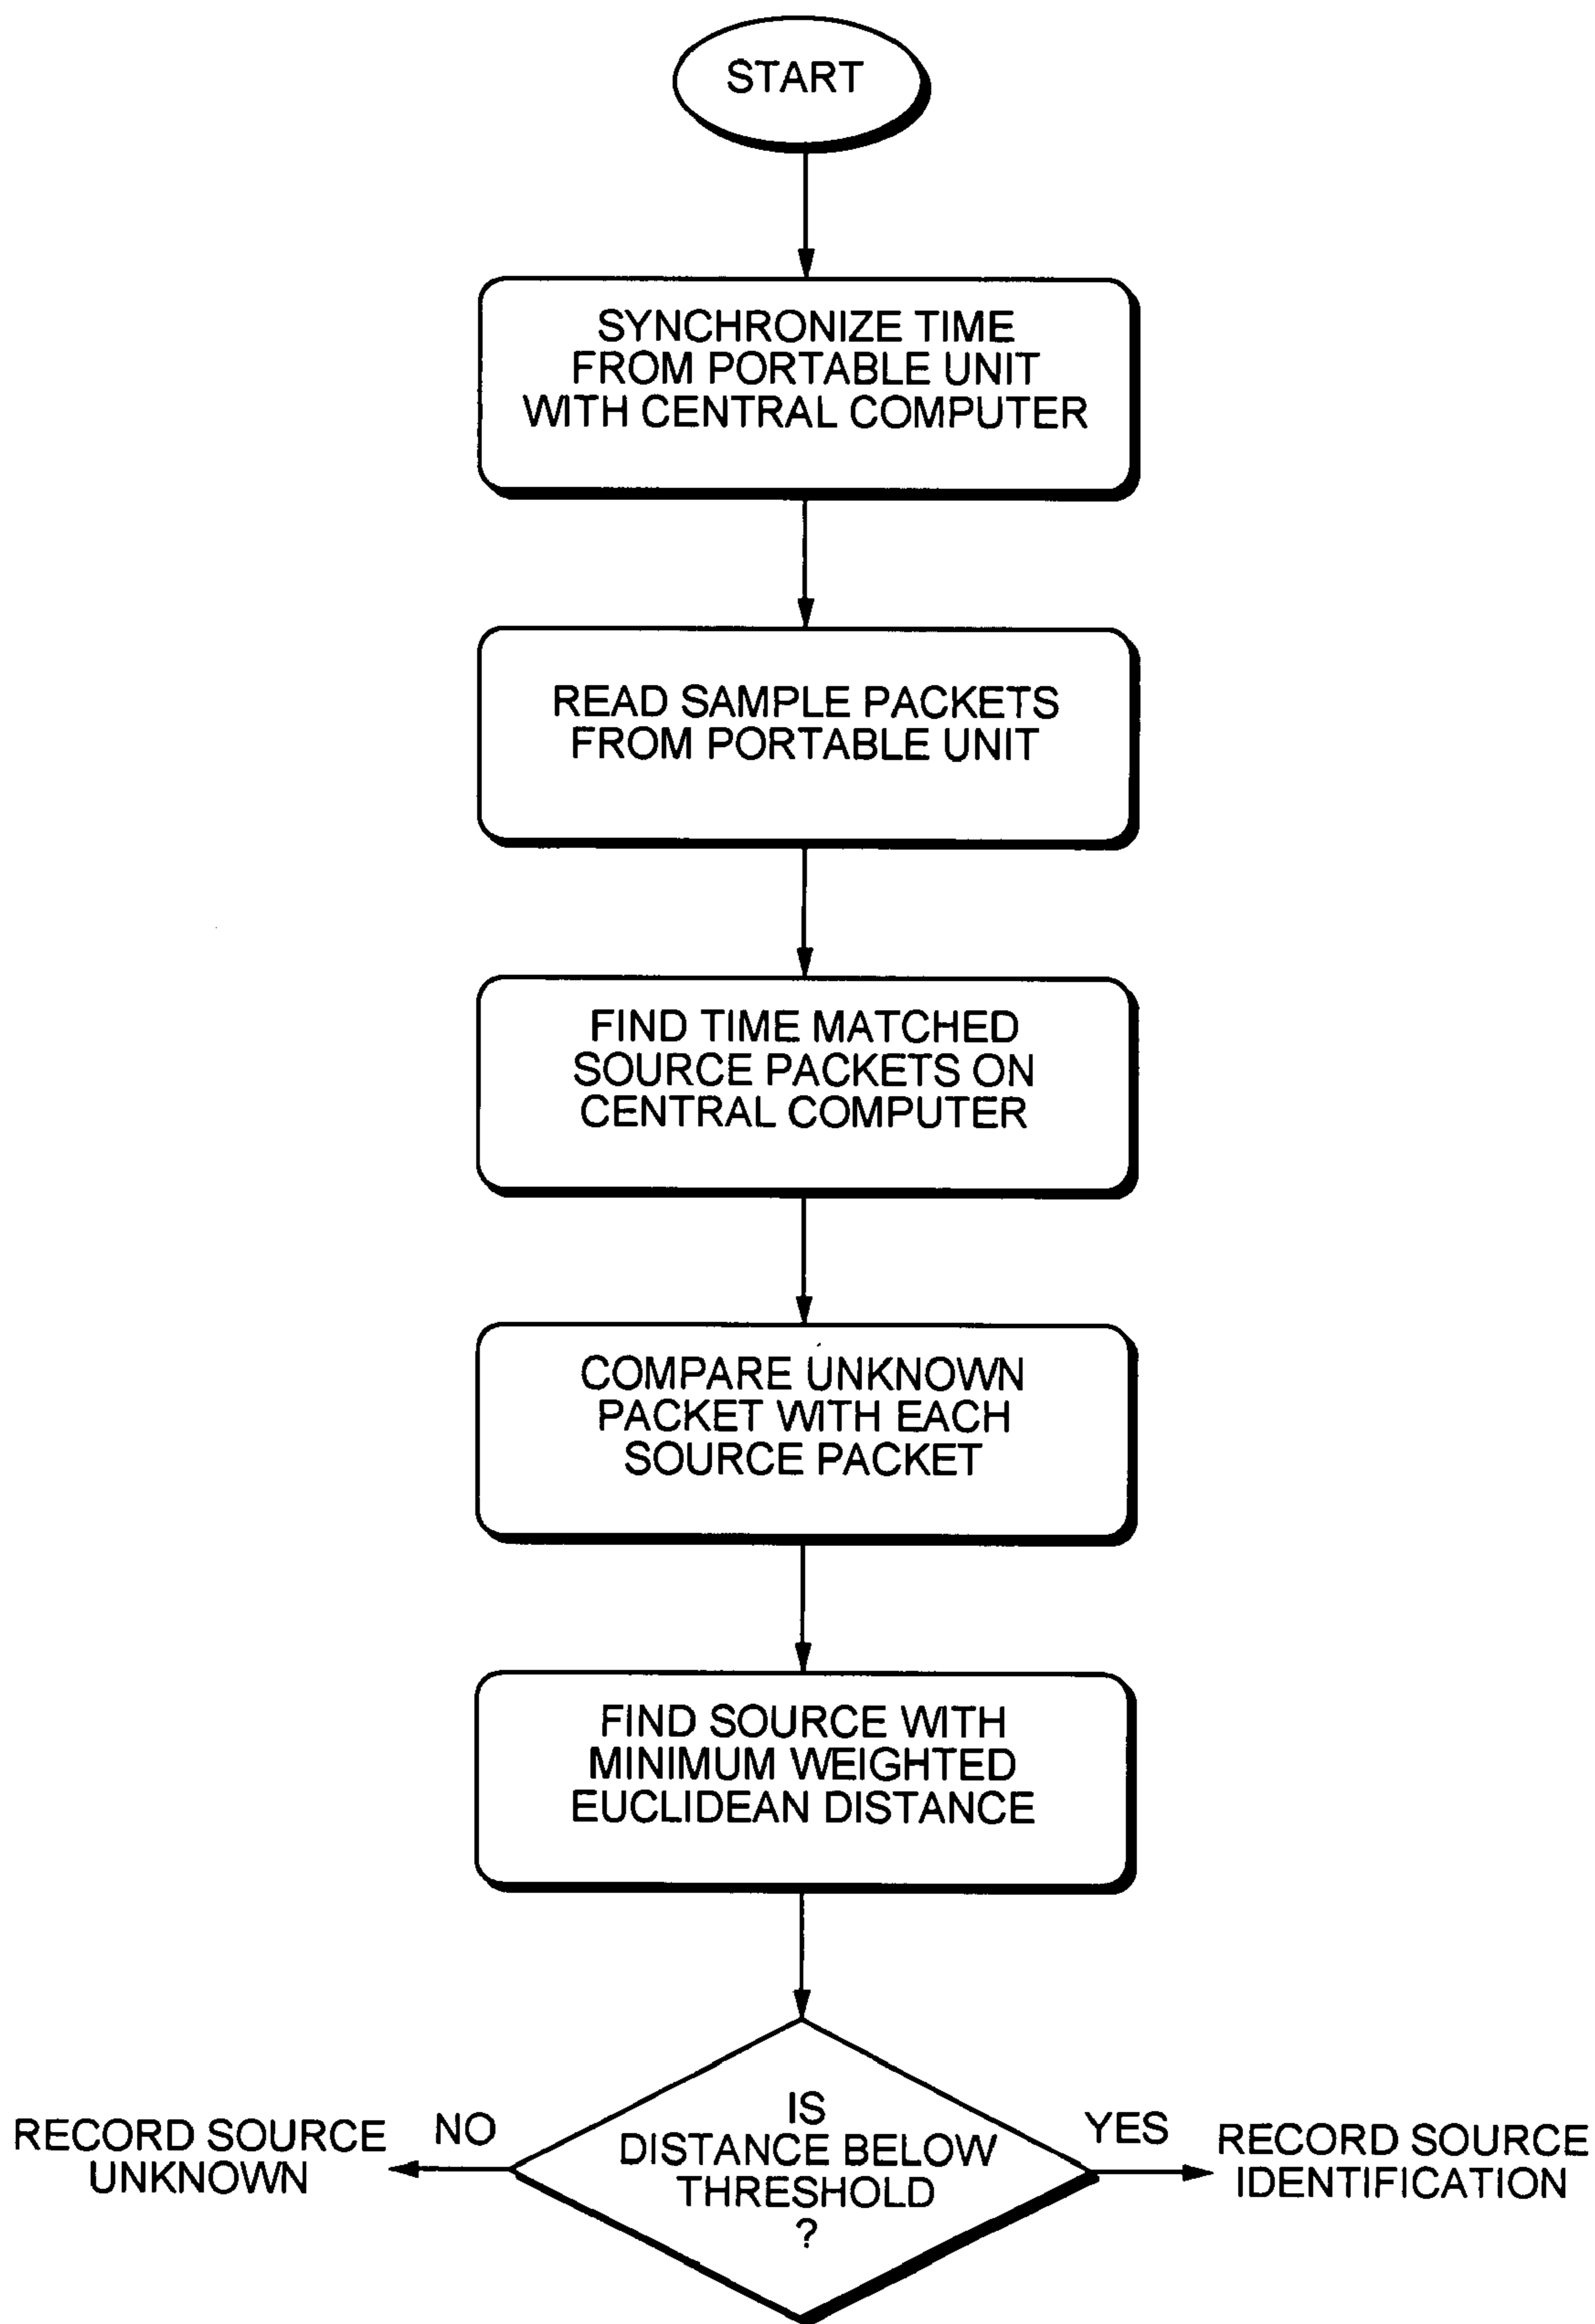 START
SYNCHRONIZE TIME
FROM PORTABLE UNIT
WITH CENTRAL COMPUTER
READ SAMPLE PACKETS
FROM PORTABLE UNIT
FIND TIME MATCHED
SOURCE PACKETS ON
CENTRAL COMPUTER
COMPARE UNKNOWN
PACKET WITH EACH
SOURCE PACKET
FIND SOURCE WITH
MINIMUM WEIGHTED
EUCLIDEAN DISTANCE
IS
DISTANCE BELOW
THRESHOLD
?
NO
RECORD SOURCE
UNKNOWN
YES
RECORD SOURCE
IDENTIFICATION